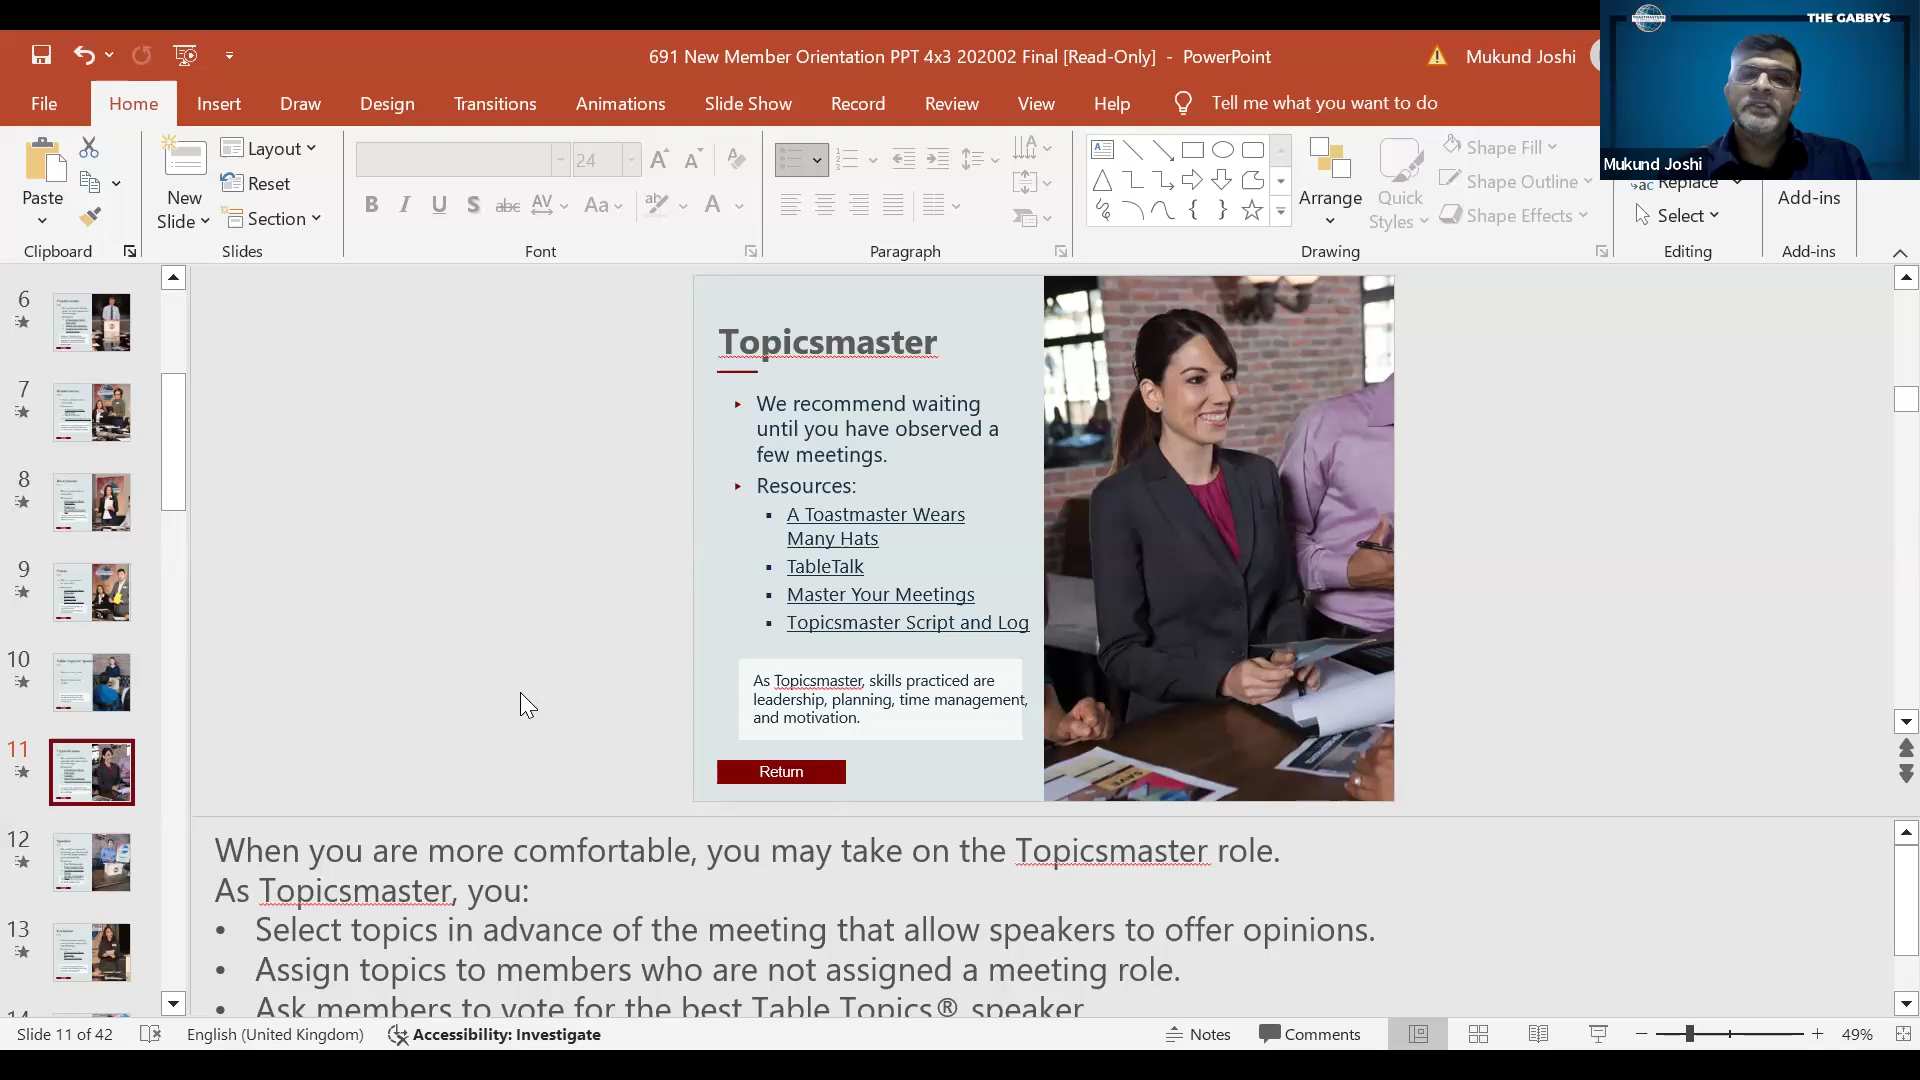 691 New Member Orientation PPT 4x3 202002 Final [Read-Only] - PowerPoint
Mukund Joshi
THE GABBYS
TOASTMASTERS
Mukund Joshi
File Home Insert Draw Design Transitions Animations Slide Show Record Review View Help Tell me what you want to do
Paste
New
Slide
Layout
Reset
Section
24
B I U S abc AV Aa A
Arrange
Quick
Styles
Shape Fill
Shape Outline
Shape Effects
Replace
Select
Add-ins
Clipboard Slides Font Paragraph Drawing Editing Add-ins
6
7
8
9
10
11
12
13
14
Topicsmaster
We recommend waiting
until you have observed a
few meetings.
Resources:
A Toastmaster Wears
Many Hats
TableTalk
Master Your Meetings
Topicsmaster Script and Log
As Topicsmaster, skills practiced are
leadership, planning, time management,
and motivation.
Return
When you are more comfortable, you may take on the Topicsmaster role.
As Topicsmaster, you:
• Select topics in advance of the meeting that allow speakers to offer opinions.
• Assign topics to members who are not assigned a meeting role.
• Ask members to vote for the best Table Topics® speaker
Slide 11 of 42 English (United Kingdom) Accessibility: Investigate Notes Comments 49%